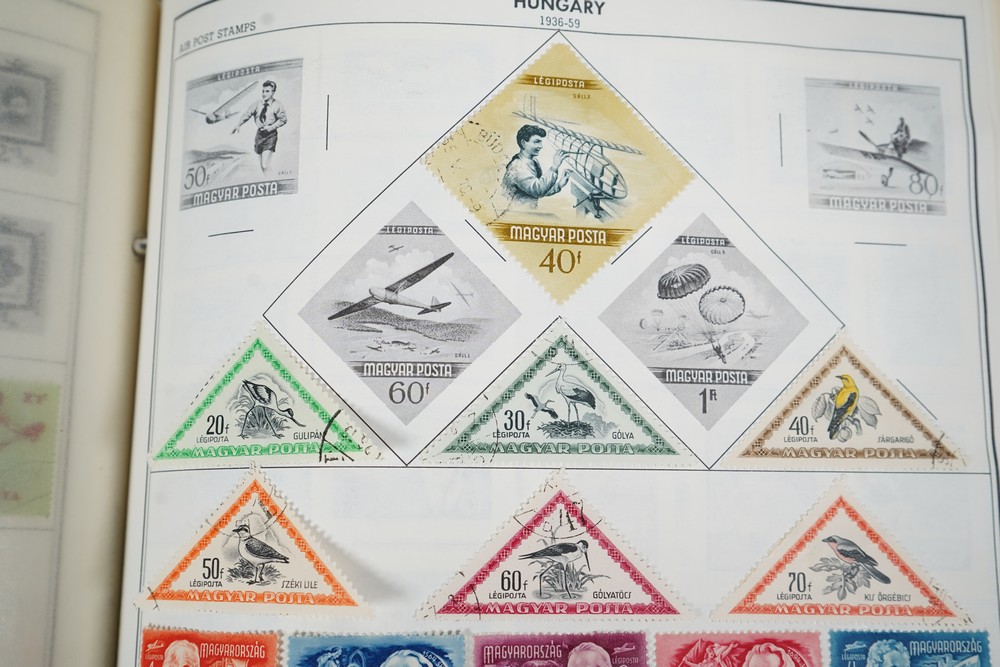 HUNGARY
1936-59
AIR POST STAMPS
LÉGIPOSTA
50f
MAGYAR POSTA
LÉGIPOSTA
MAGYAR POSTA
40f
LÉGIPOSTA
80f
MAGYAR POSTA
LÉGIPOSTA
MAGYAR POSTA
60f
LÉGIPOSTA
MAGYAR POSTA
1Ft
20f
LÉGIPOSTA
GULIPÁN
MAGYAR POSTA
30f
LÉGIPOSTA
GÓLYA
MAGYAR POSTA
40f
LÉGIPOSTA
SÁRGARIGÓ
MAGYAR POSTA
50f
LÉGIPOSTA
SZÉKI LILE
MAGYAR POSTA
60f
LÉGIPOSTA
GÓLYATÖCS
MAGYAR POSTA
70f
LÉGIPOSTA
KIS ŐRGÉBICS
MAGYAR POSTA
MAGYARORSZÁG
MAGYARORSZÁG
MAGYARORSZÁG